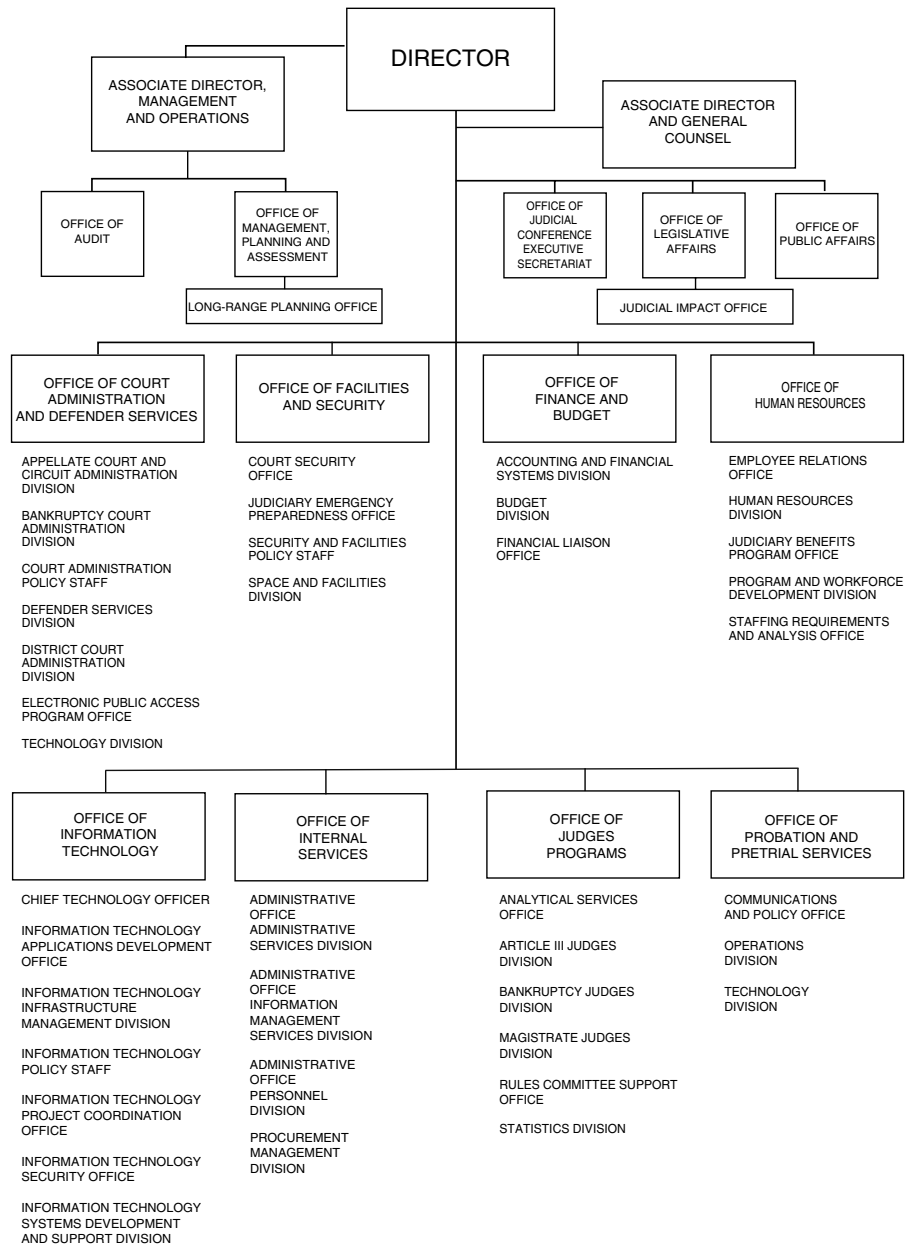 DIRECTOR
ASSOCIATE DIRECTOR,
MANAGEMENT
AND OPERATIONS
ASSOCIATE DIRECTOR
AND GENERAL
COUNSEL
OFFICE OF
AUDIT
OFFICE OF
MANAGEMENT,
PLANNING AND
ASSESSMENT
OFFICE OF
JUDICIAL
CONFERENCE
EXECUTIVE
SECRETARIAT
OFFICE OF
LEGISLATIVE
AFFAIRS
OFFICE OF
PUBLIC AFFAIRS
LONG-RANGE PLANNING OFFICE
JUDICIAL IMPACT OFFICE
OFFICE OF COURT
ADMINISTRATION
AND DEFENDER SERVICES
APPELLATE COURT AND
CIRCUIT ADMINISTRATION
DIVISION
BANKRUPTCY COURT
ADMINISTRATION
DIVISION
COURT ADMINISTRATION
POLICY STAFF
DEFENDER SERVICES
DIVISION
DISTRICT COURT
ADMINISTRATION
DIVISION
ELECTRONIC PUBLIC ACCESS
PROGRAM OFFICE
TECHNOLOGY DIVISION
OFFICE OF FACILITIES
AND SECURITY
COURT SECURITY
OFFICE
JUDICIARY EMERGENCY
PREPAREDNESS OFFICE
SECURITY AND FACILITIES
POLICY STAFF
SPACE AND FACILITIES
DIVISION
OFFICE OF
FINANCE AND
BUDGET
ACCOUNTING AND FINANCIAL
SYSTEMS DIVISION
BUDGET
DIVISION
FINANCIAL LIAISON
OFFICE
OFFICE OF
HUMAN RESOURCES
EMPLOYEE RELATIONS
OFFICE
HUMAN RESOURCES
DIVISION
JUDICIARY BENEFITS
PROGRAM OFFICE
PROGRAM AND WORKFORCE
DEVELOPMENT DIVISION
STAFFING REQUIREMENTS
AND ANALYSIS OFFICE
OFFICE OF
INFORMATION
TECHNOLOGY
CHIEF TECHNOLOGY OFFICER
INFORMATION TECHNOLOGY
APPLICATIONS DEVELOPMENT
OFFICE
INFORMATION TECHNOLOGY
INFRASTRUCTURE
MANAGEMENT DIVISION
INFORMATION TECHNOLOGY
POLICY STAFF
INFORMATION TECHNOLOGY
PROJECT COORDINATION
OFFICE
INFORMATION TECHNOLOGY
SECURITY OFFICE
INFORMATION TECHNOLOGY
SYSTEMS DEVELOPMENT
AND SUPPORT DIVISION
OFFICE OF
INTERNAL
SERVICES
ADMINISTRATIVE
OFFICE
ADMINISTRATIVE
SERVICES DIVISION
ADMINISTRATIVE
OFFICE
INFORMATION
MANAGEMENT
SERVICES DIVISION
ADMINISTRATIVE
OFFICE
PERSONNEL
DIVISION
PROCUREMENT
MANAGEMENT
DIVISION
OFFICE OF
JUDGES
PROGRAMS
ANALYTICAL SERVICES
OFFICE
ARTICLE III JUDGES
DIVISION
BANKRUPTCY JUDGES
DIVISION
MAGISTRATE JUDGES
DIVISION
RULES COMMITTEE SUPPORT
OFFICE
STATISTICS DIVISION
OFFICE OF
PROBATION AND
PRETRIAL SERVICES
COMMUNICATIONS
AND POLICY OFFICE
OPERATIONS
DIVISION
TECHNOLOGY
DIVISION